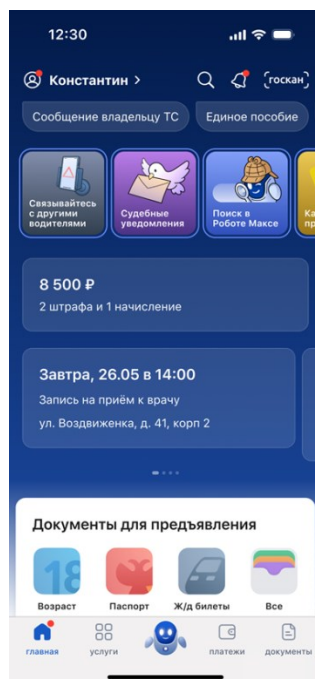 12:30
Константин >
госкан
Сообщение владельцу ТС
Единое пособие
Связывайтесь
с другими
водителями
Судебные
уведомления
Поиск в
Роботе Максе
8 500 ₽
2 штрафа и 1 начисление
Завтра, 26.05 в 14:00
Запись на приём к врачу
ул. Воздвиженка, д. 41, корп 2
Документы для предъявления
18
Возраст
Паспорт
Ж/д билеты
Все
главная
услуги
платежи
документы